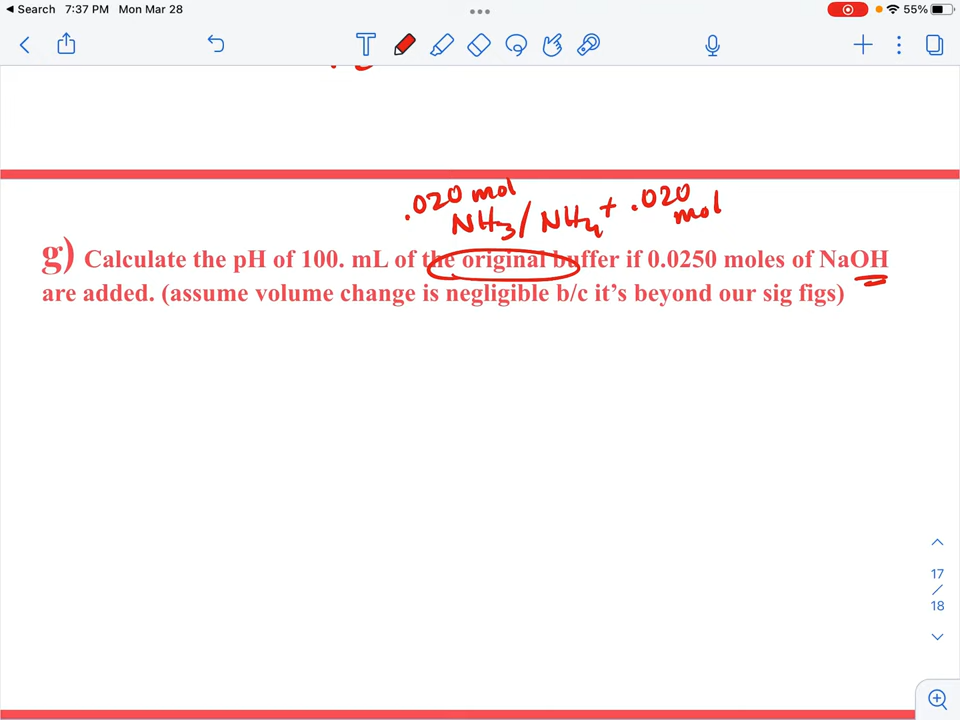 Search 7:37 PM Mon Mar 28 55%
T
.020 mol NH3/NH4+ .020 mol
g) Calculate the pH of 100. mL of the original buffer if 0.0250 moles of NaOH
are added. (assume volume change is negligible b/c it's beyond our sig figs)
17
/
18